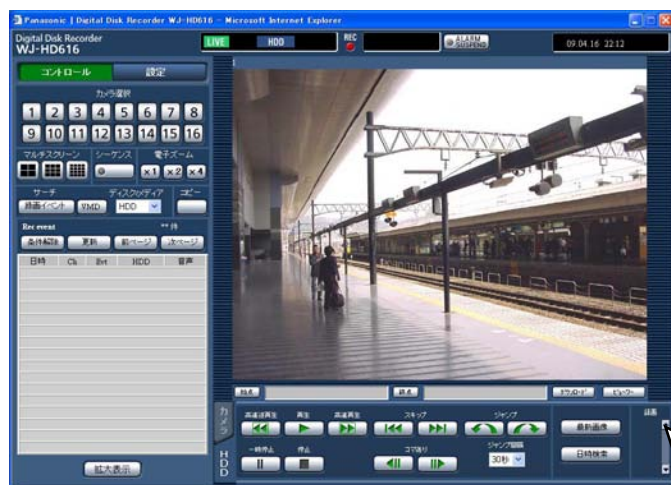 Panasonic | Digital Disk Recorder WJ-HD616 - Microsoft Internet Explorer
Digital Disk Recorder
WJ-HD616
LIVE HDD REC ALARM SUSPEND 09.04.16 22:12
コントロール 設定
カメラ選択
1 2 3 4 5 6 7 8
9 10 11 12 13 14 15 16
マルチスクリーン シーケンス 電子ズーム
x1 x2 x4
サーチ ディスク/メディア コピー
録画イベント VMD HDD
Rec event ** 件
条件解除 更新 前ページ 次ページ
日時 Ch Evt HDD 音声
拡大表示
始点 終点 ダウンロード ビューワー
カメラ
HDD
高速逆再生 再生 高速再生 スキップ ジャンプ 録画
最新画像
一時停止 停止 コマ送り ジャンプ間隔
30秒
日時検索